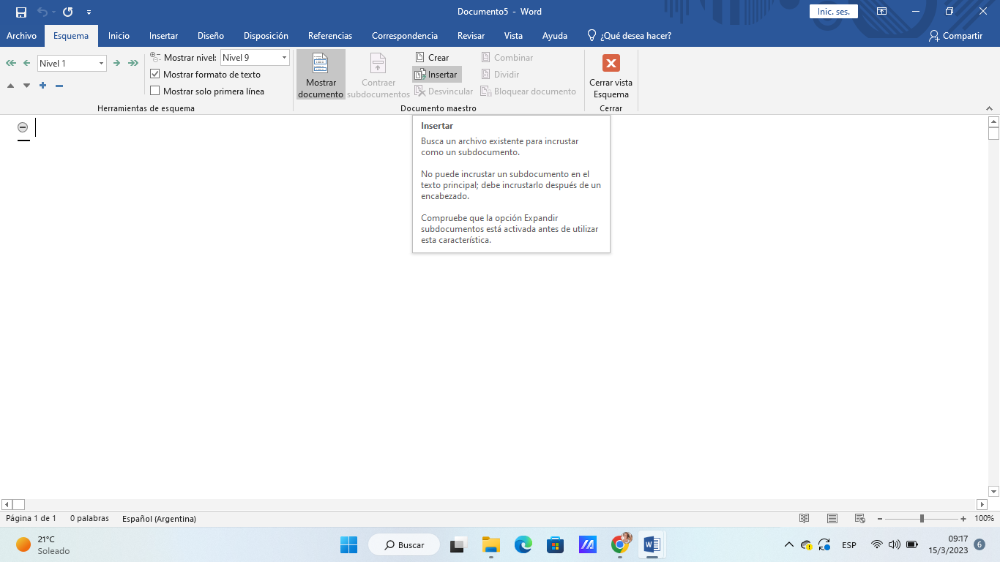 Documento5 - Word
Inic. ses.
Archivo Esquema Inicio Insertar Diseño Disposición Referencias Correspondencia Revisar Vista Ayuda ¿Qué desea hacer? Compartir
Nivel 1
Mostrar nivel: Nivel 9
Mostrar formato de texto
Mostrar solo primera línea
Herramientas de esquema
Mostrar
documento
Contraer
subdocumentos
Crear
Insertar
Desvincular
Combinar
Dividir
Bloquear documento
Documento maestro
Cerrar vista
Esquema
Cerrar
Insertar
Busca un archivo existente para incrustar
como un subdocumento.
No puede incrustar un subdocumento en el
texto principal; debe incrustarlo después de un
encabezado.
Compruebe que la opción Expandir
subdocumentos está activada antes de utilizar
esta característica.
Página 1 de 1 0 palabras Español (Argentina)
100%
21°C
Soleado
Buscar
ESP
09:17
15/3/2023
6